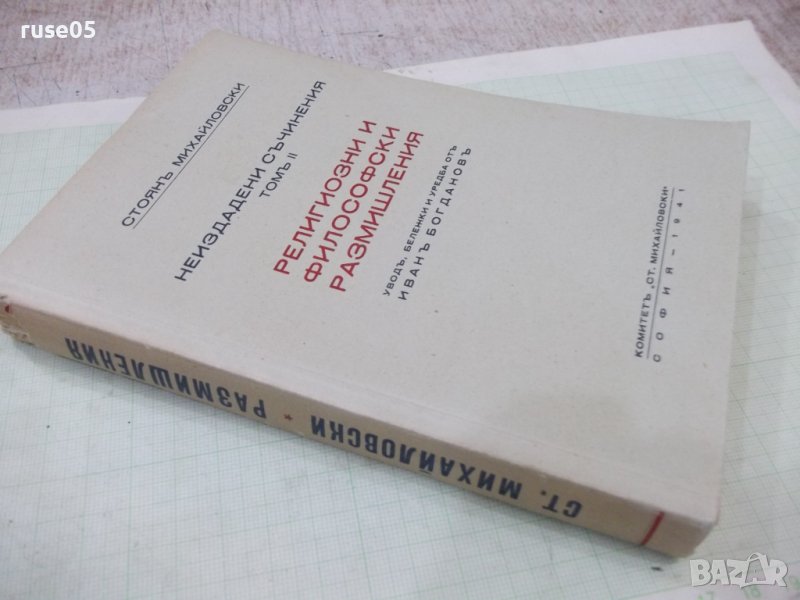 ruse05
СТОЯНЪ МИХАЙЛОВСКИ
НЕИЗДАДЕНИ СЪЧИНЕНИЯ
ТОМЪ II
РЕЛИГИОЗНИ И
ФИЛОСОФСКИ
РАЗМИШЛЕНИЯ
УВОДЪ, БЕЛЕЖКИ И УРЕДБА ОТЪ
ИВАНЪ БОГДАНОВЪ
КОМИТЕТЪ „СТ. МИХАЙЛОВСКИ“
СОФИЯ — 1941
СТ. МИХАЙЛОВСКИ * РАЗМИШЛЕНИЯ
BAZAR